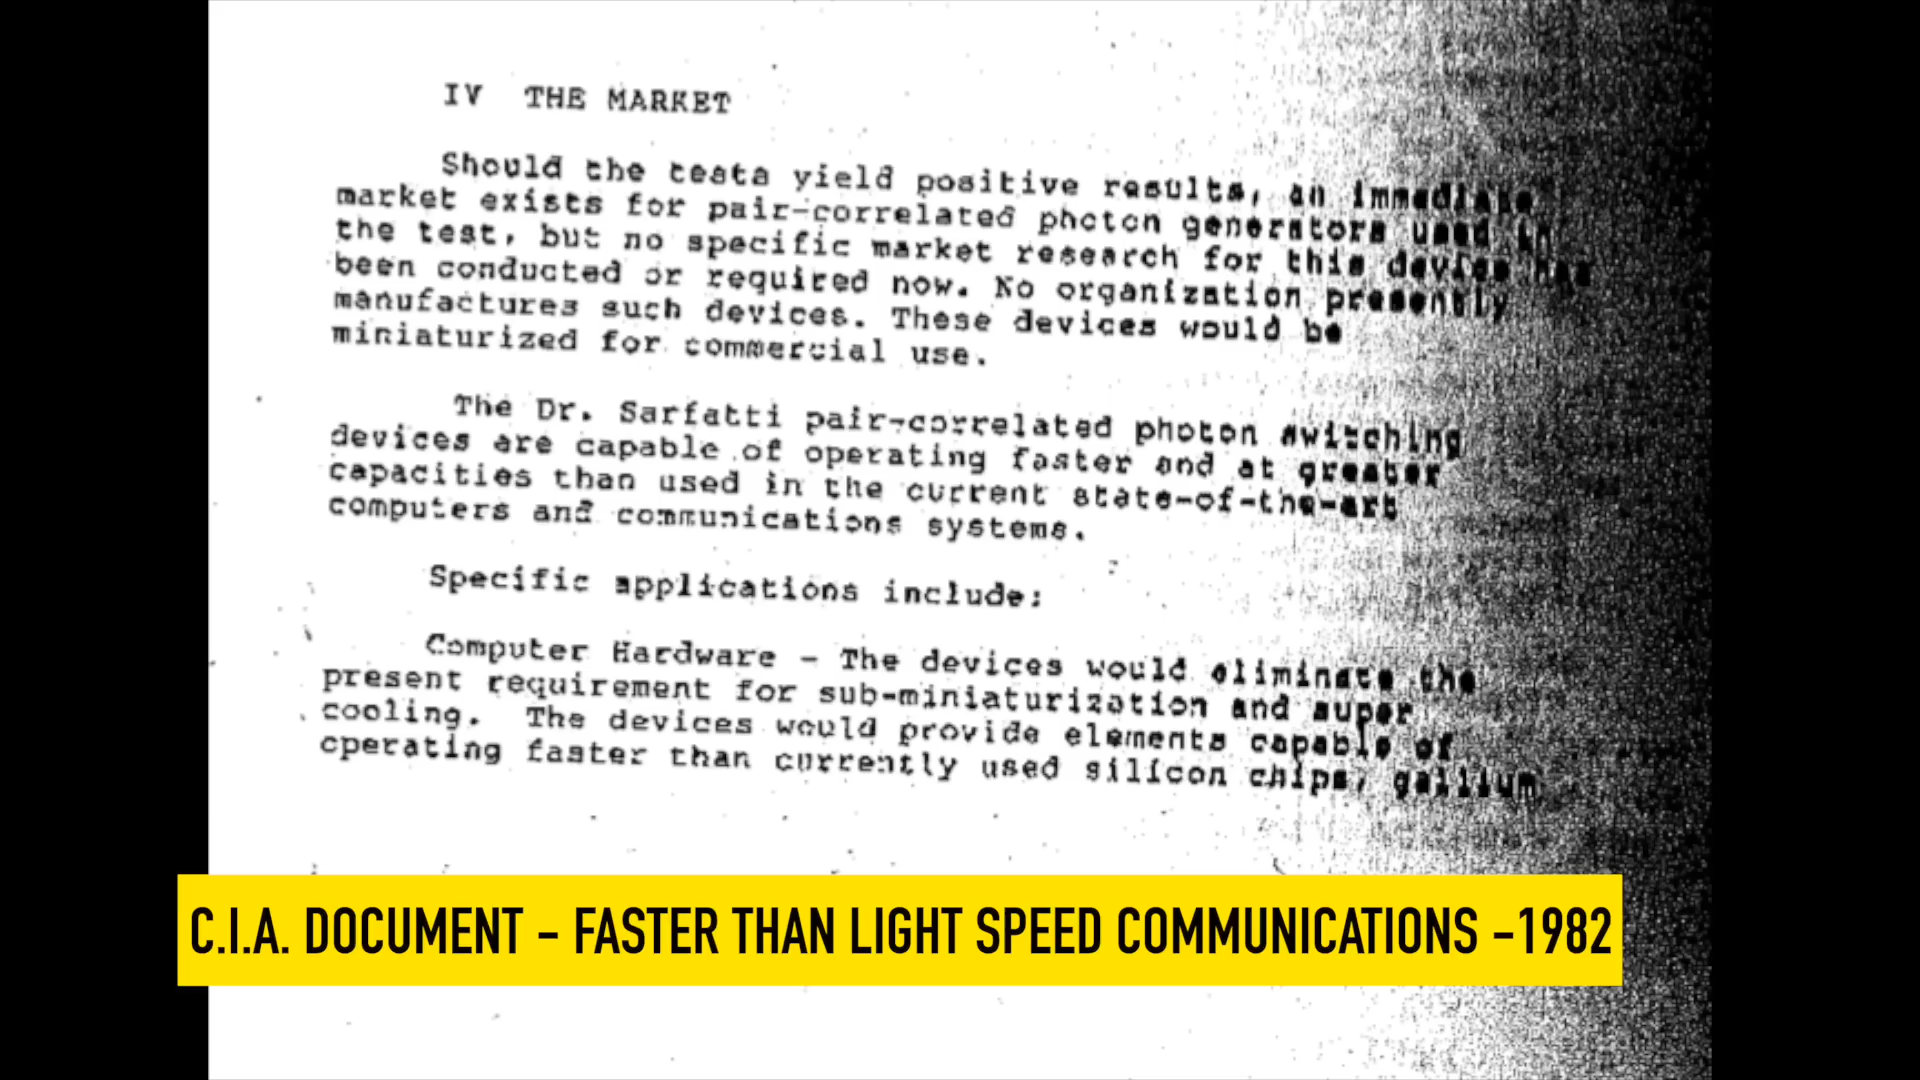 IV THE MARKET
Should the tests yield positive results, an immediate
market exists for pair-correlated photon generators used in
the test, but no specific market research for this device has
been conducted or required now. No organization presently
manufactures such devices. These devices would be
miniaturized for commercial use.
The Dr. Sarfatti pair-correlated photon switching
devices are capable of operating faster and at greater
capacities than used in the current state-of-the-art
computers and communications systems.
Specific applications include:
Computer Hardware - The devices would eliminate the
present requirement for sub-miniaturization and super
cooling. The devices would provide elements capable of
operating faster than currently used silicon chips, gallium
C.I.A. DOCUMENT - FASTER THAN LIGHT SPEED COMMUNICATIONS -1982